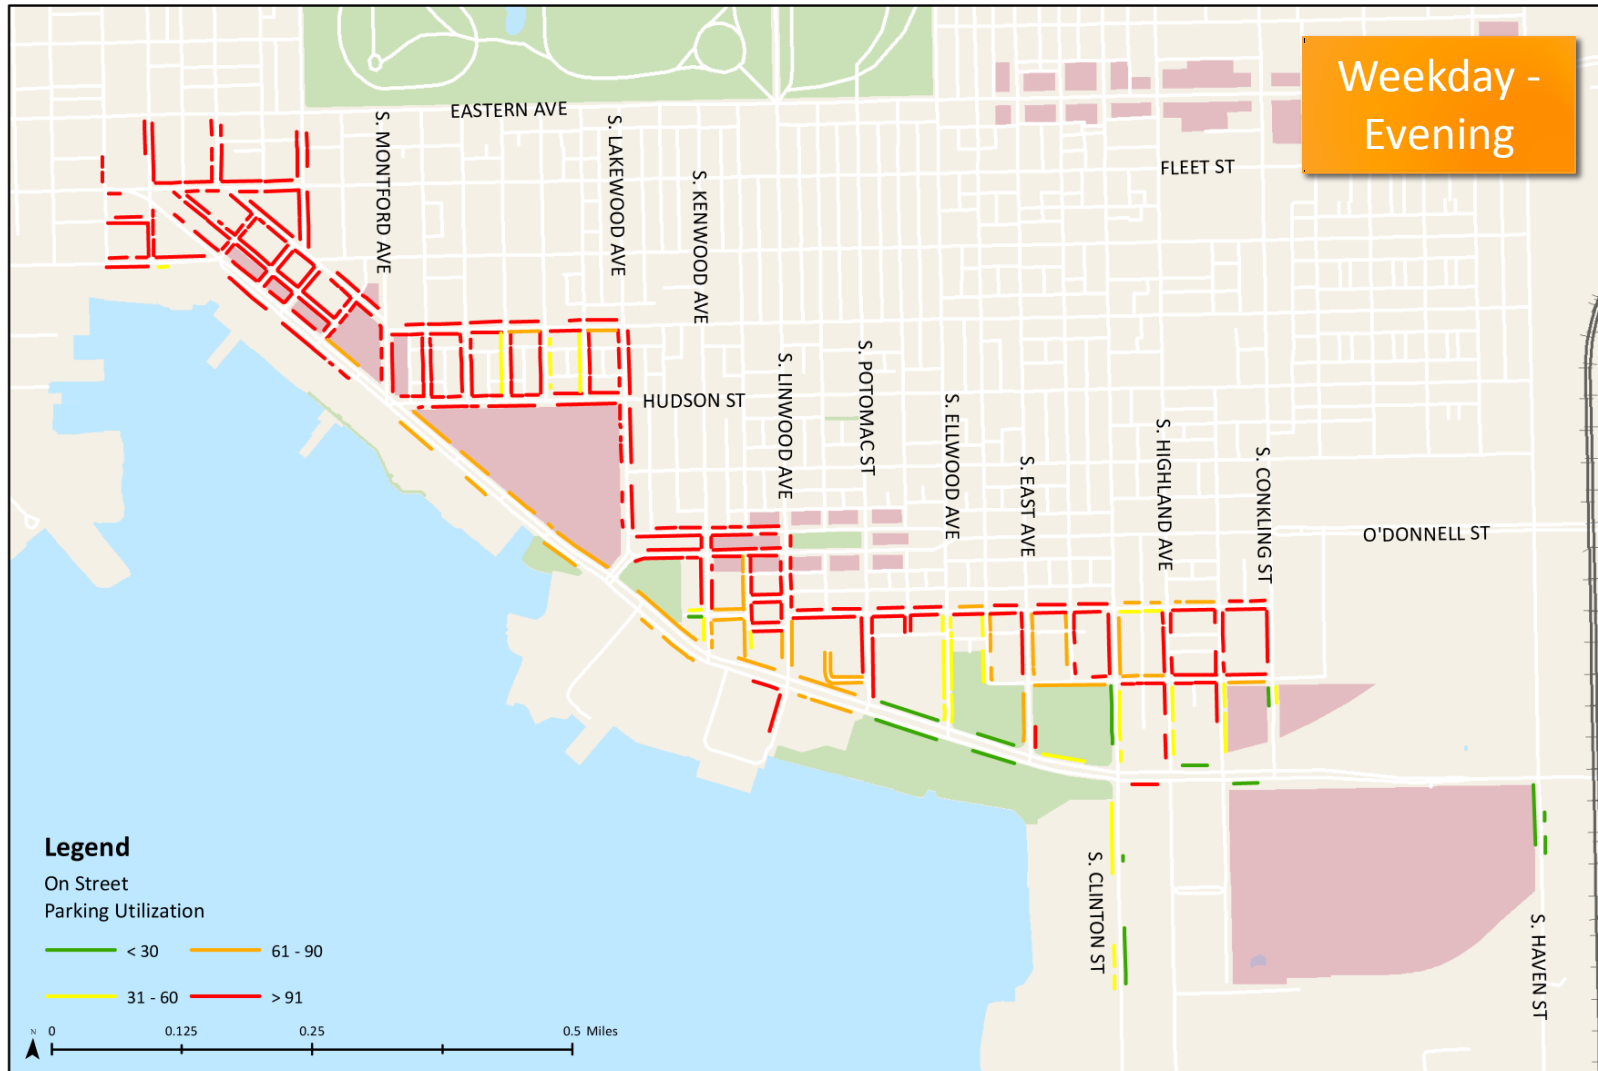 Weekday -
Evening
EASTERN AVE
FLEET ST
S. MONTFORD AVE
S. LAKEWOOD AVE
S. KENWOOD AVE
HUDSON ST
S. LINWOOD AVE
S. POTOMAC ST
S. ELLWOOD AVE
S. EAST AVE
S. HIGHLAND AVE
S. CONKLING ST
O'DONNELL ST
S. CLINTON ST
S. HAVEN ST
Legend
On Street
Parking Utilization
< 30
61 - 90
31 - 60
> 91
N 0 0.125 0.25 0.5 Miles